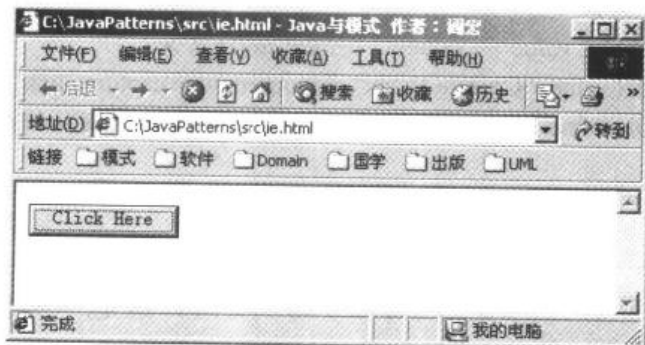 C:\JavaPatterns\src\ie.html - Java与模式 作者：阎宏
文件(F) 编辑(E) 查看(V) 收藏(A) 工具(T) 帮助(H)
后退 搜索 收藏 历史 »
地址(D) C:\JavaPatterns\src\ie.html 转到
链接 模式 软件 Domain 国学 出版 UML
Click Here
完成 我的电脑